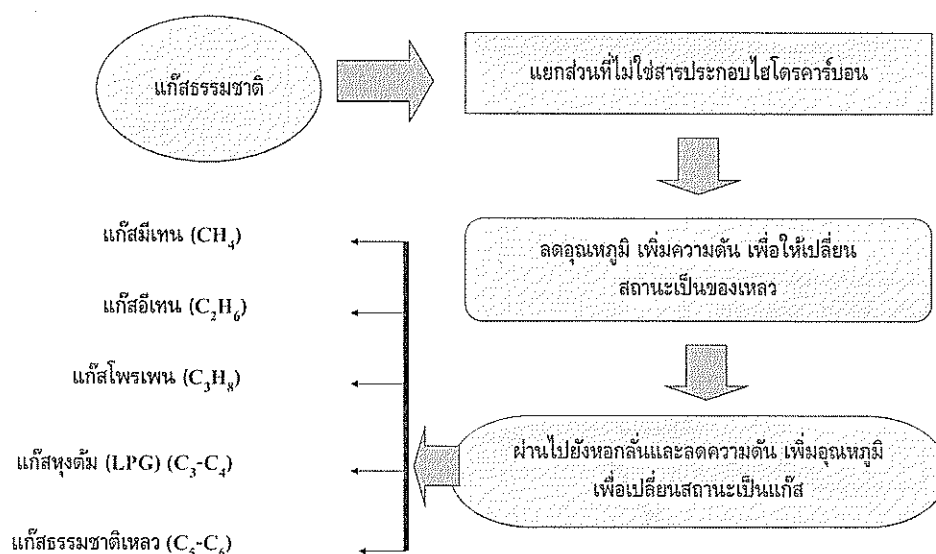 แก๊สธรรมชาติ
แยกส่วนที่ไม่ใช่สารประกอบไฮโดรคาร์บอน
ลดอุณหภูมิ เพิ่มความดัน เพื่อให้เปลี่ยน
สถานะเป็นของเหลว
ผ่านไปยังหอกลั่นและลดความดัน เพิ่มอุณหภูมิ
เพื่อเปลี่ยนสถานะเป็นแก๊ส
แก๊สมีเทน (CH₄)
แก๊สอีเทน (C₂H₆)
แก๊สโพรเพน (C₃H₈)
แก๊สหุงต้ม (LPG) (C₃-C₄)
แก๊สธรรมชาติเหลว (C₅-C₆)